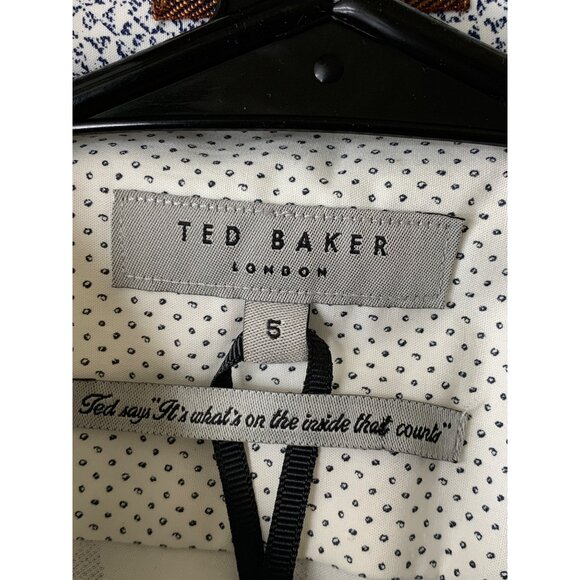 TED BAKER
LONDON
5
Ted says "It's what's on the inside that counts"